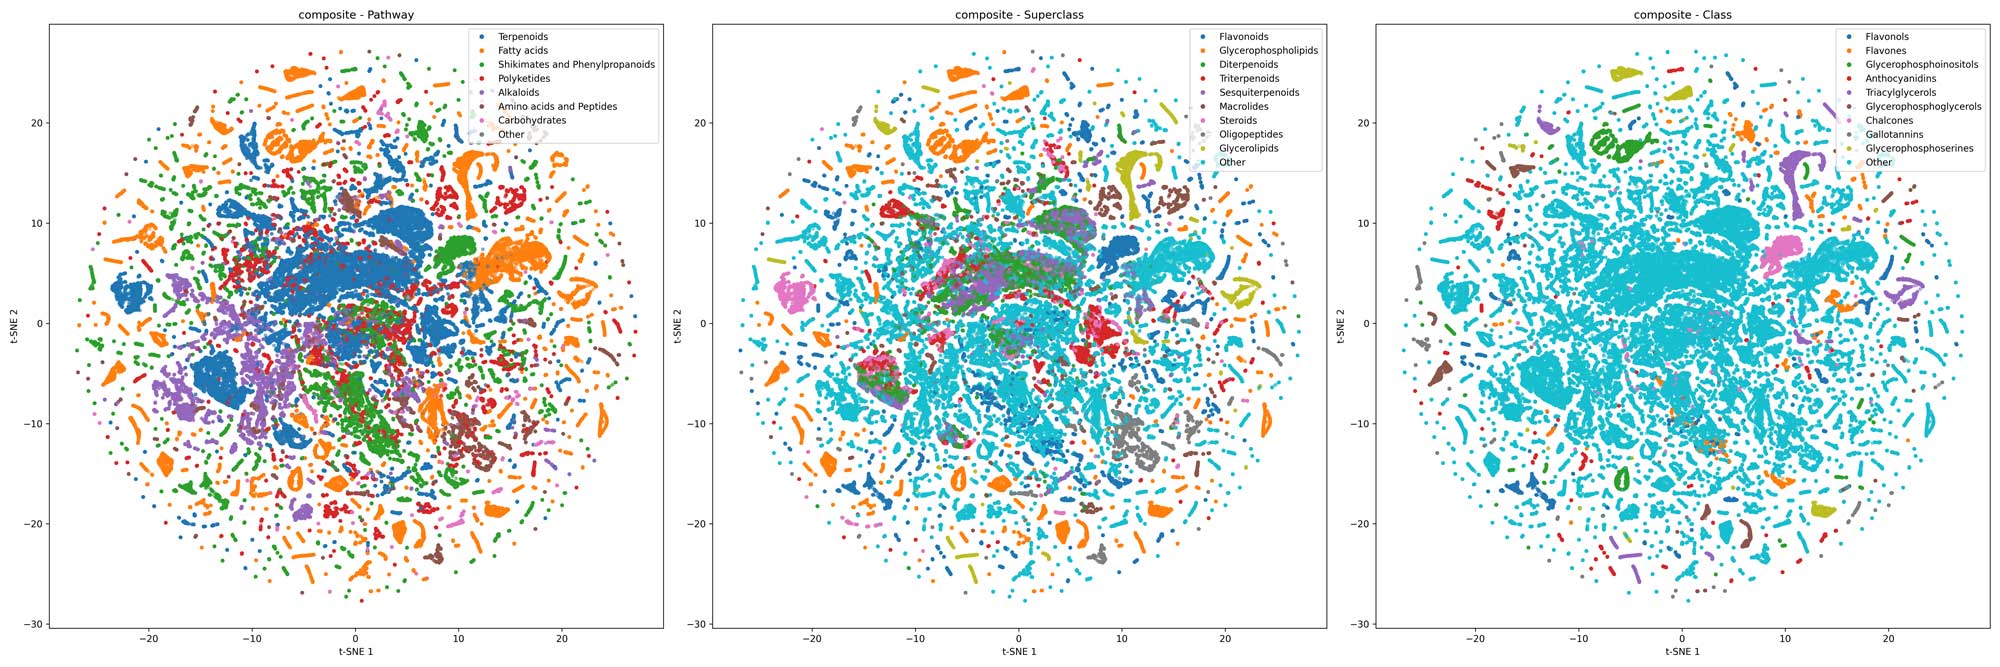 composite - Pathway
Terpenoids
Fatty acids
Shikimates and Phenylpropanoids
Polyketides
Alkaloids
Amino acids and Peptides
Carbohydrates
Other
20
10
0
−10
−20
−30
t-SNE 2
−20
−10
0
10
20
t-SNE 1
composite - Superclass
Flavonoids
Glycerophospholipids
Diterpenoids
Triterpenoids
Sesquiterpenoids
Macrolides
Steroids
Oligopeptides
Glycerolipids
Other
20
10
0
−10
−20
−30
t-SNE 2
−20
−10
0
10
20
t-SNE 1
composite - Class
Flavonols
Flavones
Glycerophosphoinositols
Anthocyanidins
Triacylglycerols
Glycerophosphoglycerols
Chalcones
Gallotannins
Glycerophosphoserines
Other
20
10
0
−10
−20
−30
t-SNE 2
−20
−10
0
10
20
t-SNE 1